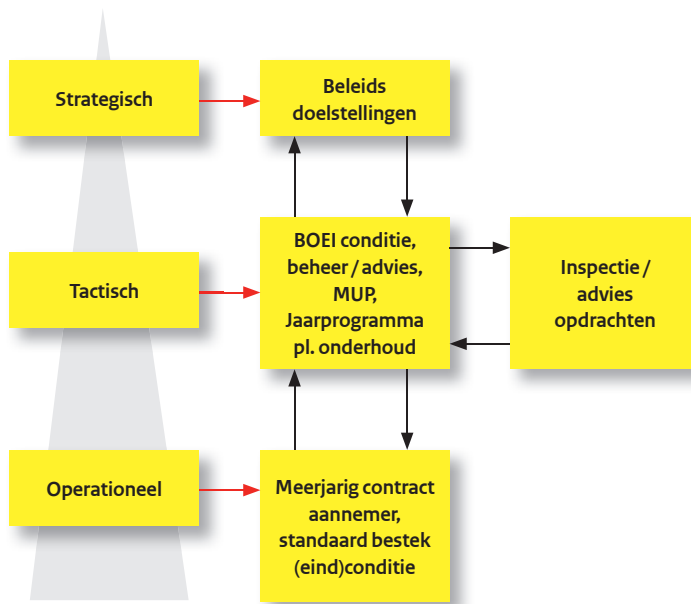 Strategisch
Beleids
doelstellingen
Tactisch
BOEI conditie,
beheer / advies,
MUP,
Jaarprogramma
pl. onderhoud
Inspectie /
advies
opdrachten
Operationeel
Meerjarig contract
aannemer,
standaard bestek
(eind)conditie